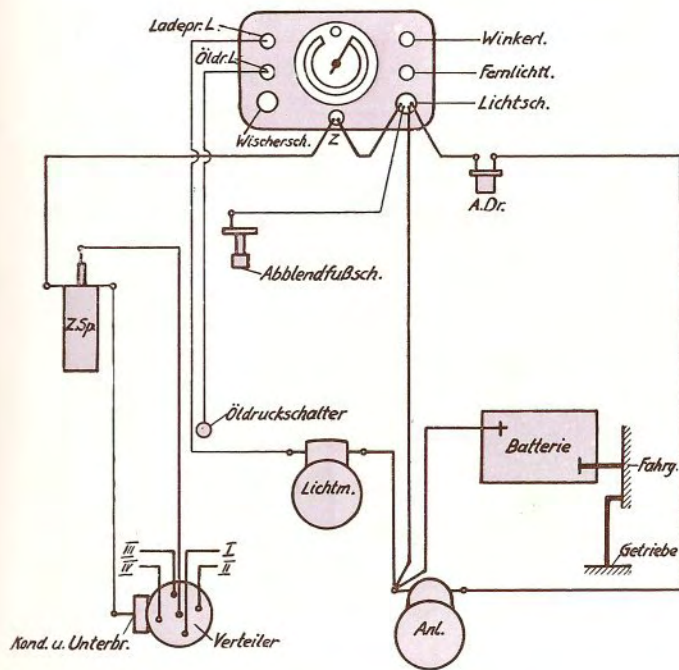 Ladepr. L.
Öldr. L.
Wischersch.
Z
Winkerl.
Fernlichtl.
Lichtsch.
A.Dr.
Abblendfußsch.
Z.Sp.
Öldruckschalter
Lichtm.
Batterie
Fahrg.
Getriebe
III
I
IV
II
Kond. u. Unterbr.
Verteiler
Anl.